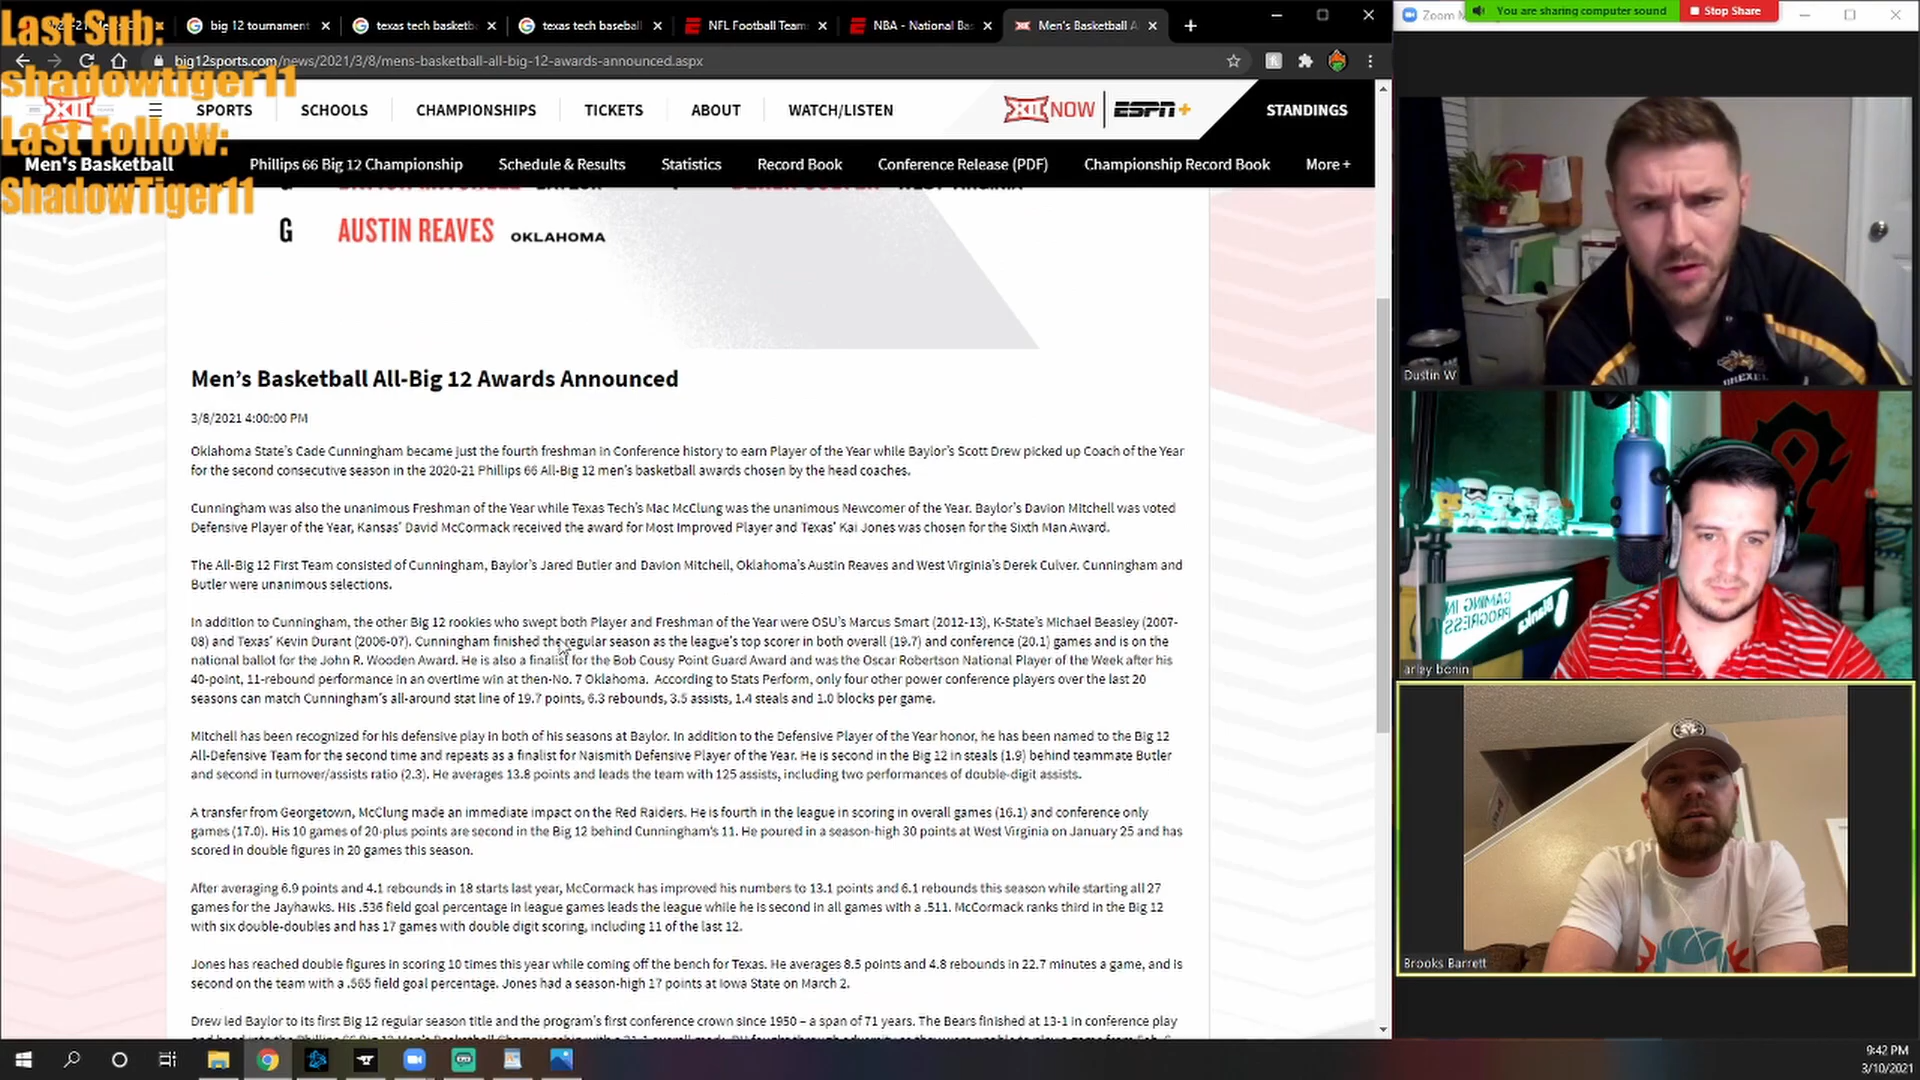 Last Sub:
shadowtiger11
Last Follow:
ShadowTiger11
big 12 tournament
texas tech basketb
texas tech baseball
NFL Football Team
NBA - National Bas
Men's Basketball A
You are sharing computer sound
Stop Share
big12sports.com/news/2021/3/8/mens-basketball-all-big-12-awards-announced.aspx
SPORTS
SCHOOLS
CHAMPIONSHIPS
TICKETS
ABOUT
WATCH/LISTEN
XII NOW
ESPN+
STANDINGS
Men's Basketball
Phillips 66 Big 12 Championship
Schedule & Results
Statistics
Record Book
Conference Release (PDF)
Championship Record Book
More +
G AUSTIN REAVES OKLAHOMA
Men's Basketball All-Big 12 Awards Announced
3/8/2021 4:00:00 PM
Oklahoma State's Cade Cunningham became just the fourth freshman in Conference history to earn Player of the Year while Baylor's Scott Drew picked up Coach of the Year
for the second consecutive season in the 2020-21 Phillips 66 All-Big 12 men's basketball awards chosen by the head coaches.
Cunningham was also the unanimous Freshman of the Year while Texas Tech's Mac McClung was the unanimous Newcomer of the Year. Baylor's Davion Mitchell was voted
Defensive Player of the Year, Kansas' David McCormack received the award for Most Improved Player and Texas' Kai Jones was chosen for the Sixth Man Award.
The All-Big 12 First Team consisted of Cunningham, Baylor's Jared Butler and Davion Mitchell, Oklahoma's Austin Reaves and West Virginia's Derek Culver. Cunningham and
Butler were unanimous selections.
In addition to Cunningham, the other Big 12 rookies who swept both Player and Freshman of the Year were OSU's Marcus Smart (2012-13), K-State's Michael Beasley (2007-
08) and Texas' Kevin Durant (2006-07). Cunningham finished the regular season as the league's top scorer in both overall (19.7) and conference (20.1) games and is on the
national ballot for the John R. Wooden Award. He is also a finalist for the Bob Cousy Point Guard Award and was the Oscar Robertson National Player of the Week after his
40-point, 11-rebound performance in an overtime win at then-No. 7 Oklahoma. According to Stats Perform, only four other power conference players over the last 20
seasons can match Cunningham's all-around stat line of 19.7 points, 6.3 rebounds, 3.5 assists, 1.4 steals and 1.0 blocks per game.
Mitchell has been recognized for his defensive play in both of his seasons at Baylor. In addition to the Defensive Player of the Year honor, he has been named to the Big 12
All-Defensive Team for the second time and repeats as a finalist for Naismith Defensive Player of the Year. He is second in the Big 12 in steals (1.9) behind teammate Butler
and second in turnover/assists ratio (2.3). He averages 13.8 points and leads the team with 125 assists, including two performances of double-digit assists.
A transfer from Georgetown, McClung made an immediate impact on the Red Raiders. He is fourth in the league in scoring in overall games (16.1) and conference only
games (17.0). His 10 games of 20-plus points are second in the Big 12 behind Cunningham's 11. He poured in a season-high 30 points at West Virginia on January 25 and has
scored in double figures in 20 games this season.
After averaging 6.9 points and 4.1 rebounds in 18 starts last year, McCormack has improved his numbers to 13.1 points and 6.1 rebounds this season while starting all 27
games for the Jayhawks. His .536 field goal percentage in league games leads the league while he is second in all games with a .511. McCormack ranks third in the Big 12
with six double-doubles and has 17 games with double digit scoring, including 11 of the last 12.
Jones has reached double figures in scoring 10 times this year while coming off the bench for Texas. He averages 8.5 points and 4.8 rebounds in 22.7 minutes a game, and is
second on the team with a .565 field goal percentage. Jones had a season-high 17 points at Iowa State on March 2.
Drew led Baylor to its first Big 12 regular season title and the program's first conference crown since 1950 – a span of 71 years. The Bears finished at 13-1 in conference play
Dustin W
GAMING IN
PROGRESS
arley bonin
Brooks Barrett
9:42 PM
3/10/2021